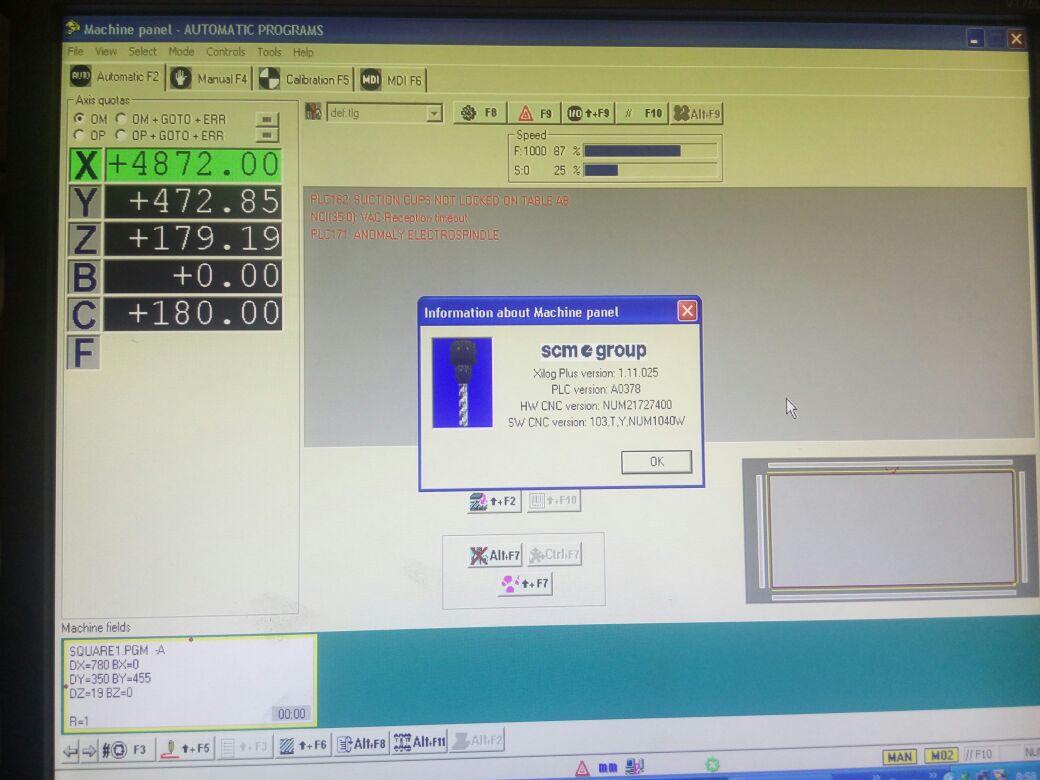 Machine panel - AUTOMATIC PROGRAMS
File View Select Mode Controls Tools Help
AUTO Automatic F2 Manual F4 Calibration F5 MDI MDI F6
Axis quotas
OM OM + GOTO + ERR
OP OP + GOTO + ERR
def.tlg F8 F9 I/O +F9 // F10 Alt+F9
Speed
F:1000 87 %
S:0 25 %
X +4872.00
Y +472.85
Z +179.19
B +0.00
C +180.00
F
PLC162: SUCTION CUPS NOT LOCKED ON TABLE AB
NC(35:0): VAC Reception timeout
PLC171: ANOMALY ELECTROSPINDLE
Information about Machine panel
scm group
Xilog Plus version: 1.11.025
PLC version: A0378
HW CNC version: NUM21727400
SW CNC version: 103,T,Y,NUM1040W
OK
+F2 +F10
Alt+F7 Ctrl+F7
+F7
Machine fields
SQUARE1.PGM -A
DX=780 BX=0
DY=350 BY=455
DZ=19 BZ=0
R=1
00:00
# F3 +F5 +F3 +F6 Alt+F8 Alt+F11 Alt+F2
MAN M02 // F10
mm